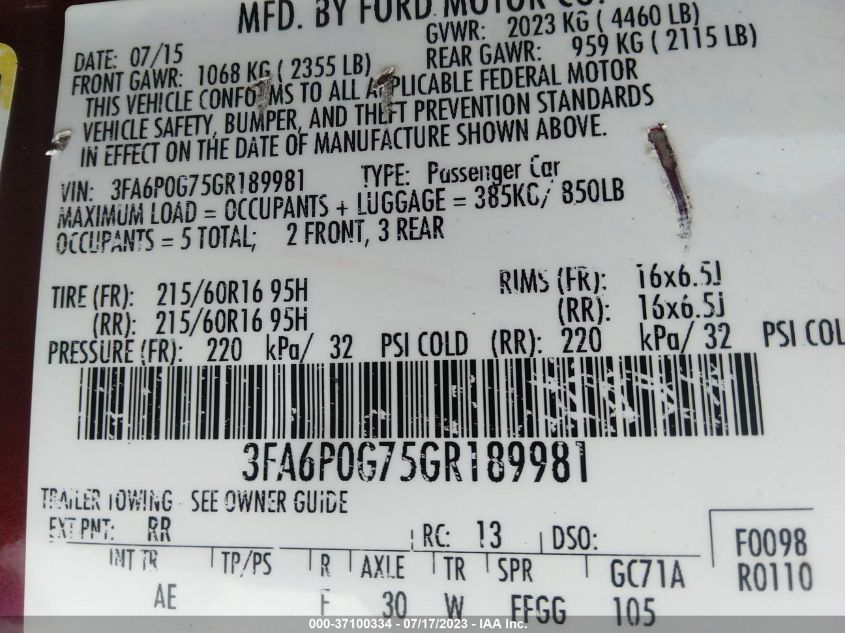 MFD. BY FORD MOTOR CO.
DATE: 07/15 GVWR: 2023 KG ( 4460 LB)
FRONT GAWR: 1068 KG ( 2355 LB) REAR GAWR: 959 KG ( 2115 LB)
THIS VEHICLE CONFORMS TO ALL APPLICABLE FEDERAL MOTOR
VEHICLE SAFETY, BUMPER, AND THEFT PREVENTION STANDARDS
IN EFFECT ON THE DATE OF MANUFACTURE SHOWN ABOVE.
VIN: 3FA6P0G75GR189981 TYPE: Passenger Car
MAXIMUM LOAD = OCCUPANTS + LUGGAGE = 385KG/ 850LB
OCCUPANTS = 5 TOTAL; 2 FRONT, 3 REAR
TIRE (FR): 215/60R16 95H RIMS (FR): 16x6.5J
(RR): 215/60R16 95H (RR): 16x6.5j
PRESSURE (FR): 220 kPa/ 32 PSI COLD (RR): 220 kPa/ 32 PSI COL
3FA6P0G75GR189981
TRAILER TOWING - SEE OWNER GUIDE
EXT PNT: RR RC: 13 DSO: F0098
INT TR TP/PS R AXLE TR SPR GC71A R0110
AE F 30 W FFGG 105
000-37100334 - 07/17/2023 - IAA Inc.